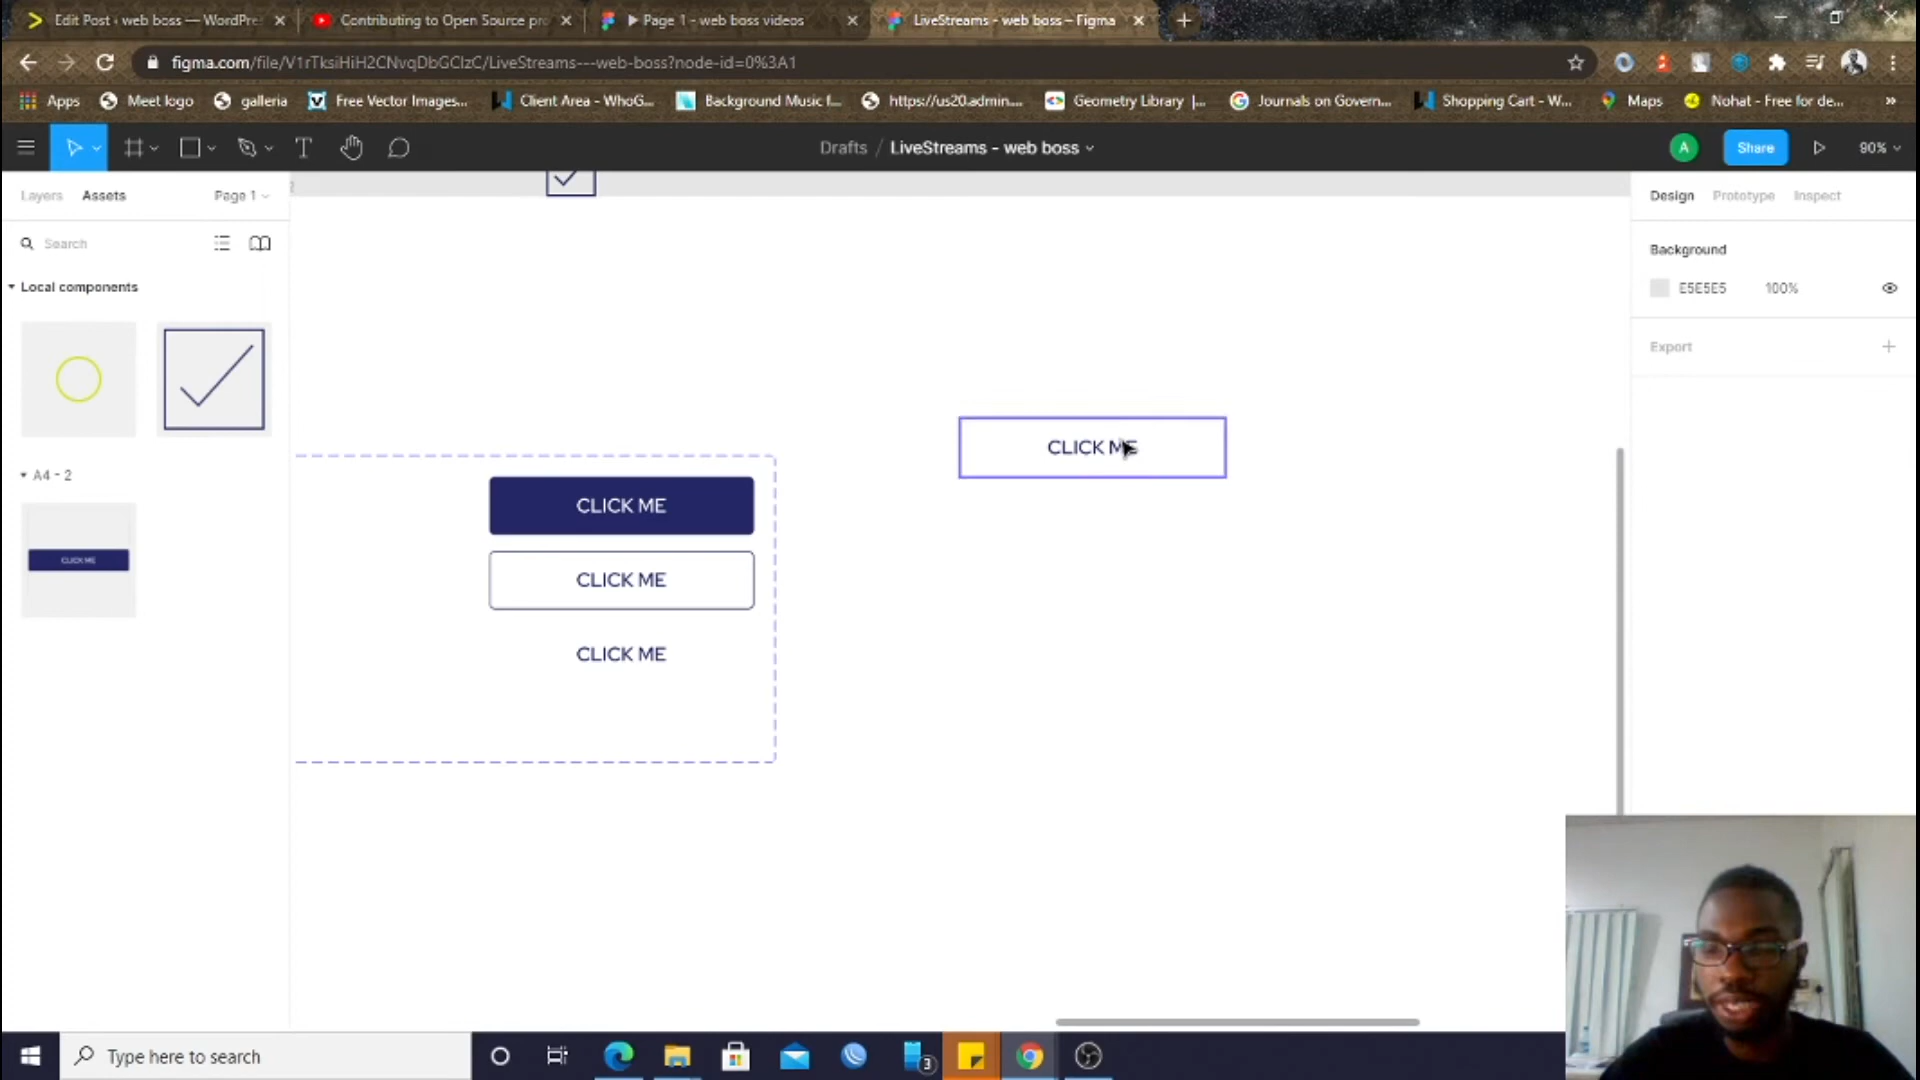 Edit Post ‹ web boss — WordPre
Contributing to Open Source pro
Page 1 - web boss videos
LiveStreams - web boss – Figma
figma.com/file/V1rTksiHiH2CNvqDbGCIzC/LiveStreams---web-boss?node-id=0%3A1
Apps
Meet logo
galleria
Free Vector Images...
Client Area - WhoG...
Background Music f...
https://us20.admin....
Geometry Library |...
Journals on Govern...
Shopping Cart - W...
Maps
Nohat - Free for de...
»
Drafts / LiveStreams - web boss
A
Share
90%
Layers
Assets
Page 1
Design
Prototype
Inspect
Search
Background
Local components
E5E5E5
100%
Export
CLICK ME
A4 - 2
CLICK ME
CLICK ME
CLICK ME
CLICK ME
Type here to search
3